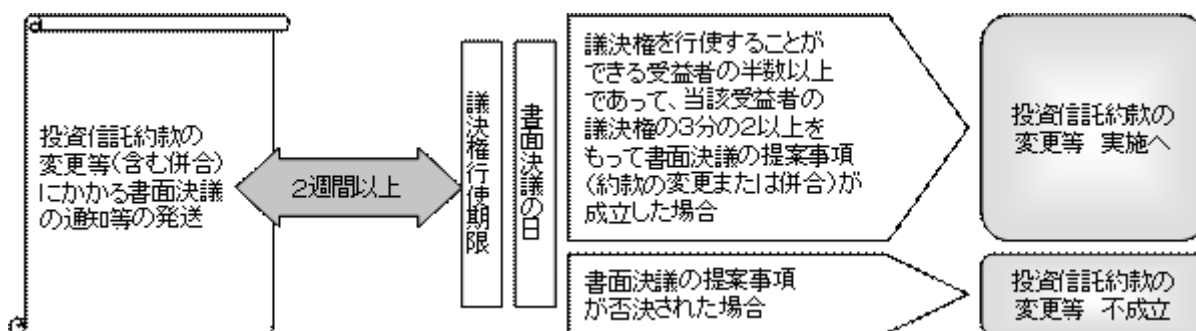 投資信託約款の
変更等(含む併合)
にかかる書面決議
の通知等の発送
2週間以上
議決権行使期限
書面決議の日
議決権を行使することが
できる受益者の半数以上
であって、当該受益者の
議決権の3分の2以上を
もって書面決議の提案事項
(約款の変更または併合)が
成立した場合
投資信託約款の
変更等 実施へ
書面決議の提案事項
が否決された場合
投資信託約款の
変更等 不成立